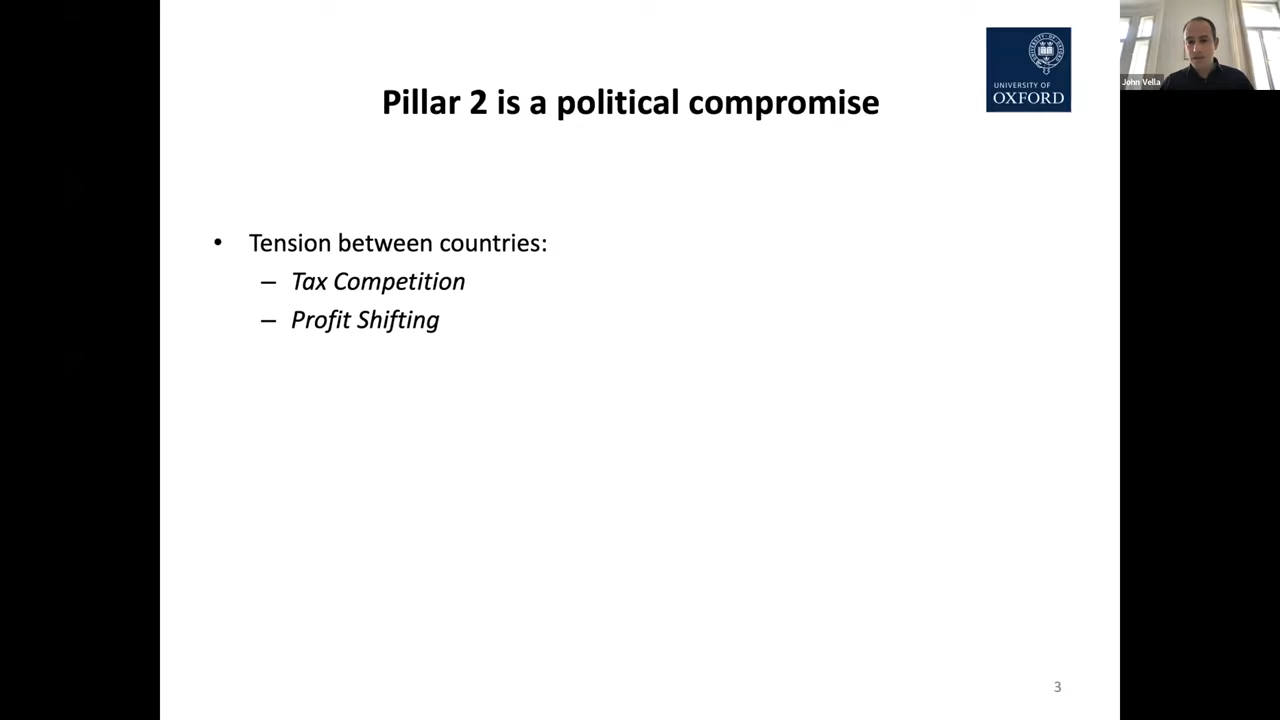 Pillar 2 is a political compromise
UNIVERSITY OF
OXFORD
John Vella
• Tension between countries:
– Tax Competition
– Profit Shifting
3